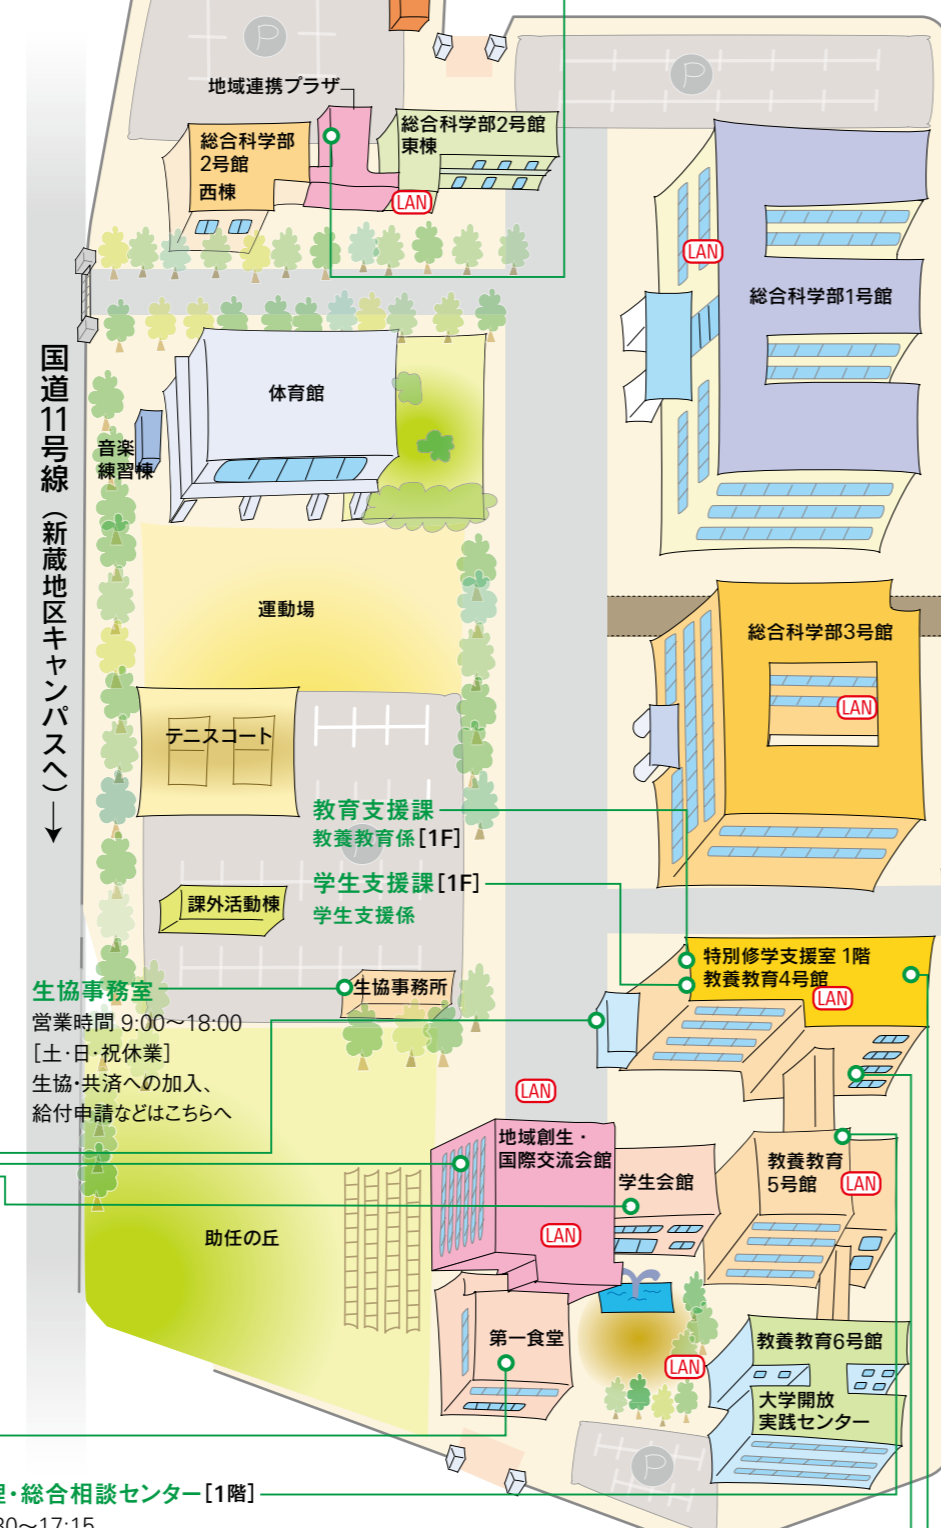 P
P
地域連携プラザ
総合科学部
2号館
西棟
総合科学部2号館
東棟
LAN
LAN
総合科学部1号館
国道11号線（新蔵地区キャンパスへ）
体育館
音楽
練習棟
運動場
総合科学部3号館
LAN
テニスコート
教育支援課
教養教育係[1F]
P
学生支援課[1F]
学生支援係
課外活動棟
特別修学支援室 1階
教養教育4号館
LAN
生協事務室
営業時間 9:00～18:00
[土・日・祝休業]
生協・共済への加入、
給付申請などはこちらへ
生協事務所
LAN
地域創生・
国際交流会館
学生会館
教養教育
5号館
LAN
LAN
助任の丘
第一食堂
LAN
教養教育6号館
大学開放
実践センター
P
理・総合相談センター[1階]
30～17:15